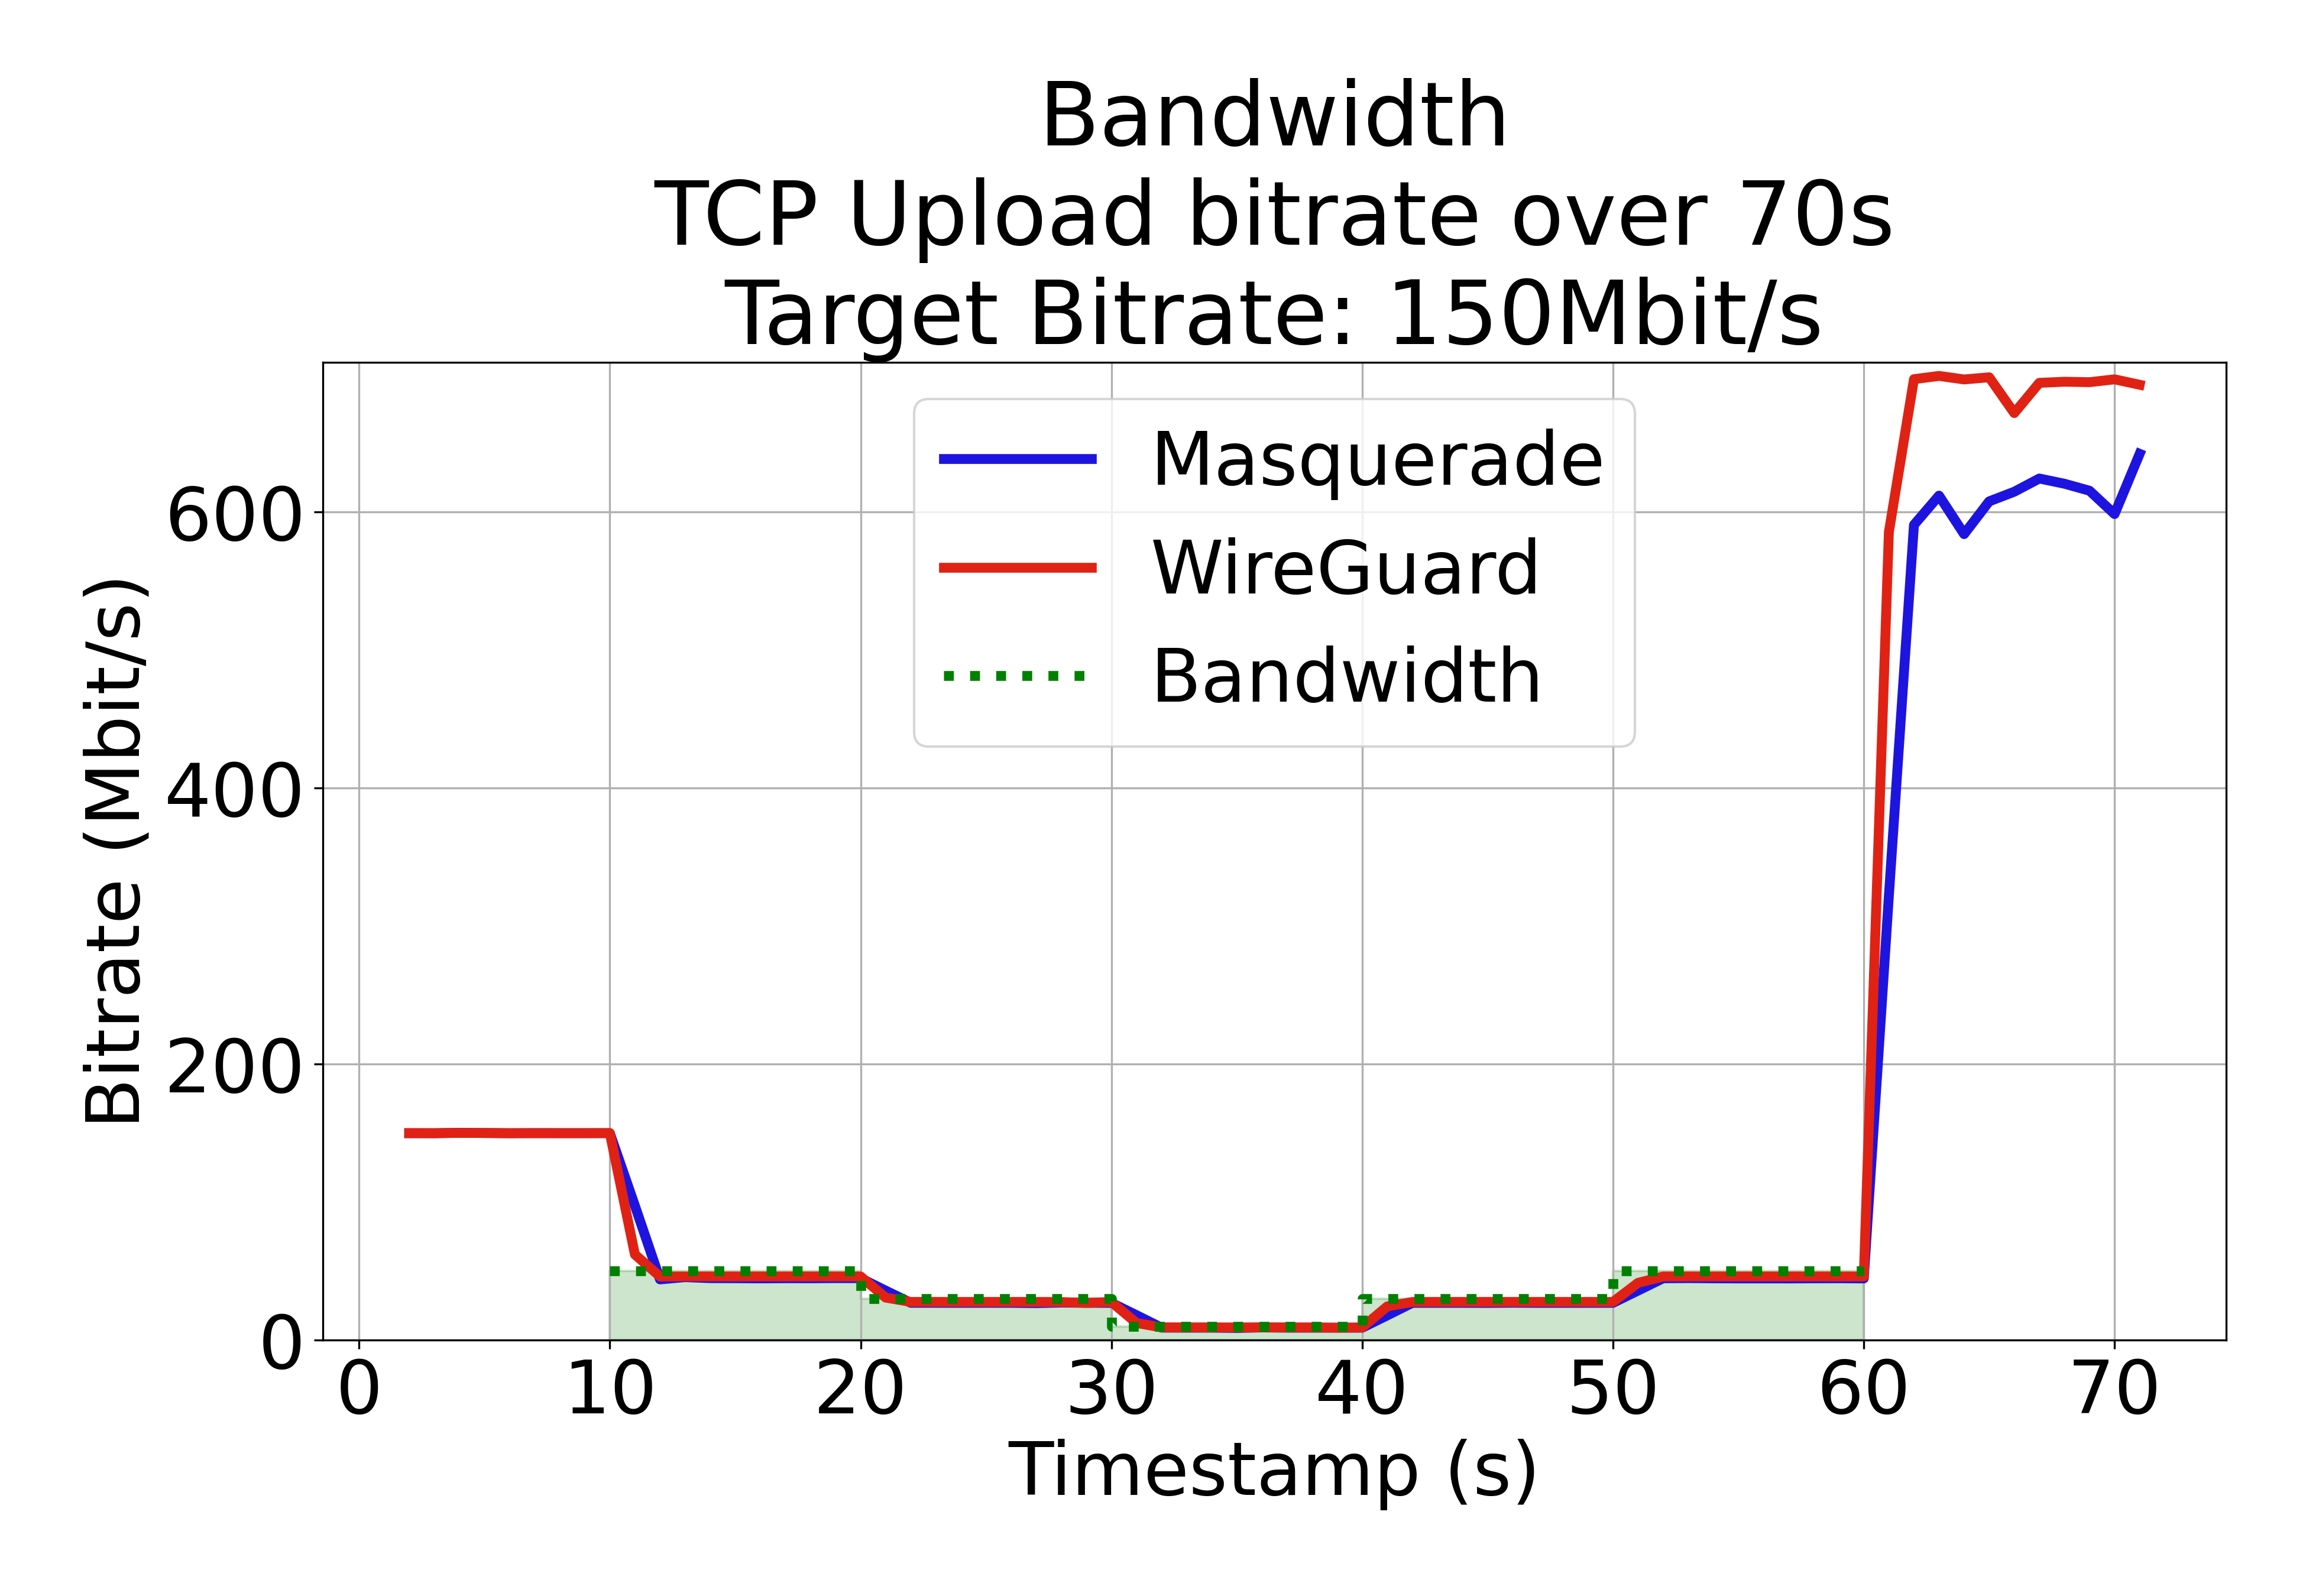 Bandwidth
TCP Upload bitrate over 70s
Target Bitrate: 150Mbit/s
Masquerade
WireGuard
Bandwidth
Bitrate (Mbit/s)
600
400
200
0
0 10 20 30 40 50 60 70
Timestamp (s)